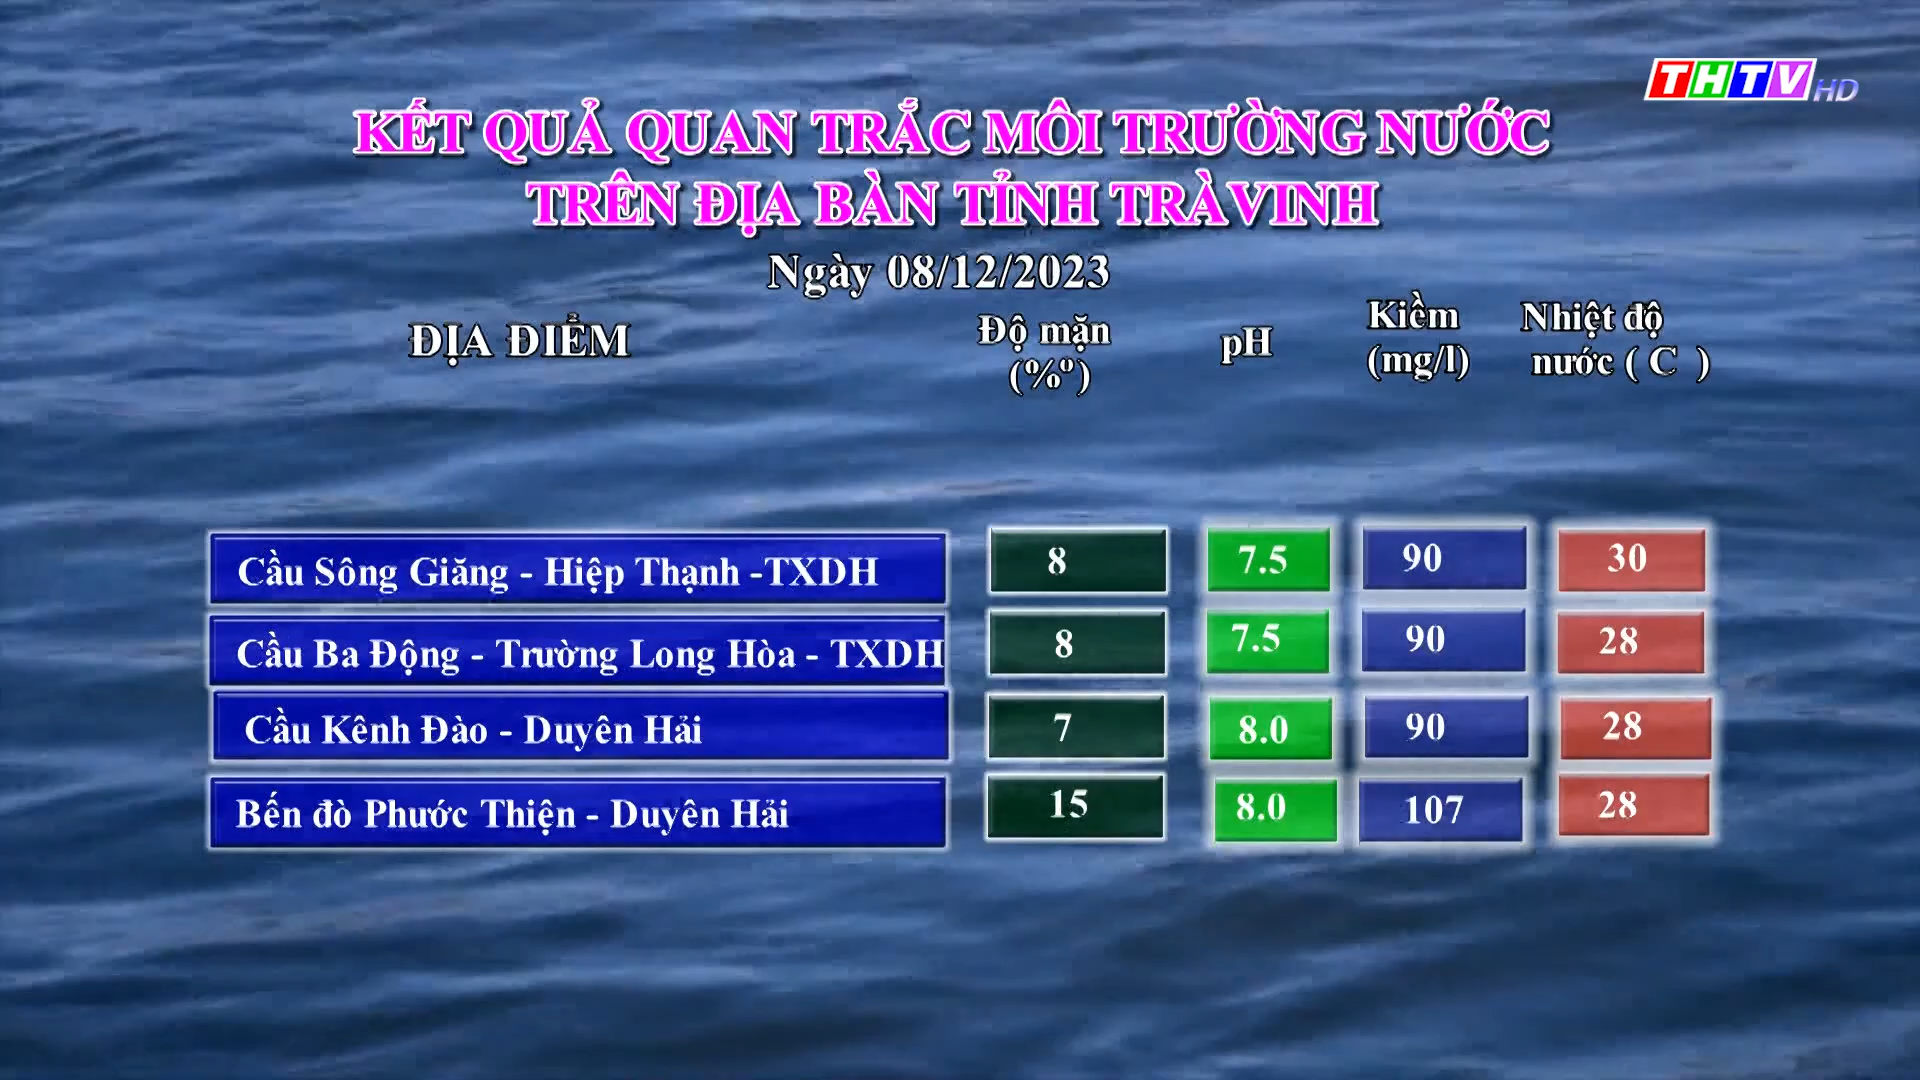 THTV HD
KẾT QUẢ QUAN TRẮC MÔI TRƯỜNG NƯỚC
TRÊN ĐỊA BÀN TỈNH TRÀ VINH
Ngày 08/12/2023
ĐỊA ĐIỂM Độ mặn (%º) pH Kiềm (mg/l) Nhiệt độ nước ( C )
Cầu Sông Giăng - Hiệp Thạnh -TXDH 8 7.5 90 30
Cầu Ba Động - Trường Long Hòa - TXDH 8 7.5 90 28
Cầu Kênh Đào - Duyên Hải 7 8.0 90 28
Bến đò Phước Thiện - Duyên Hải 15 8.0 107 28